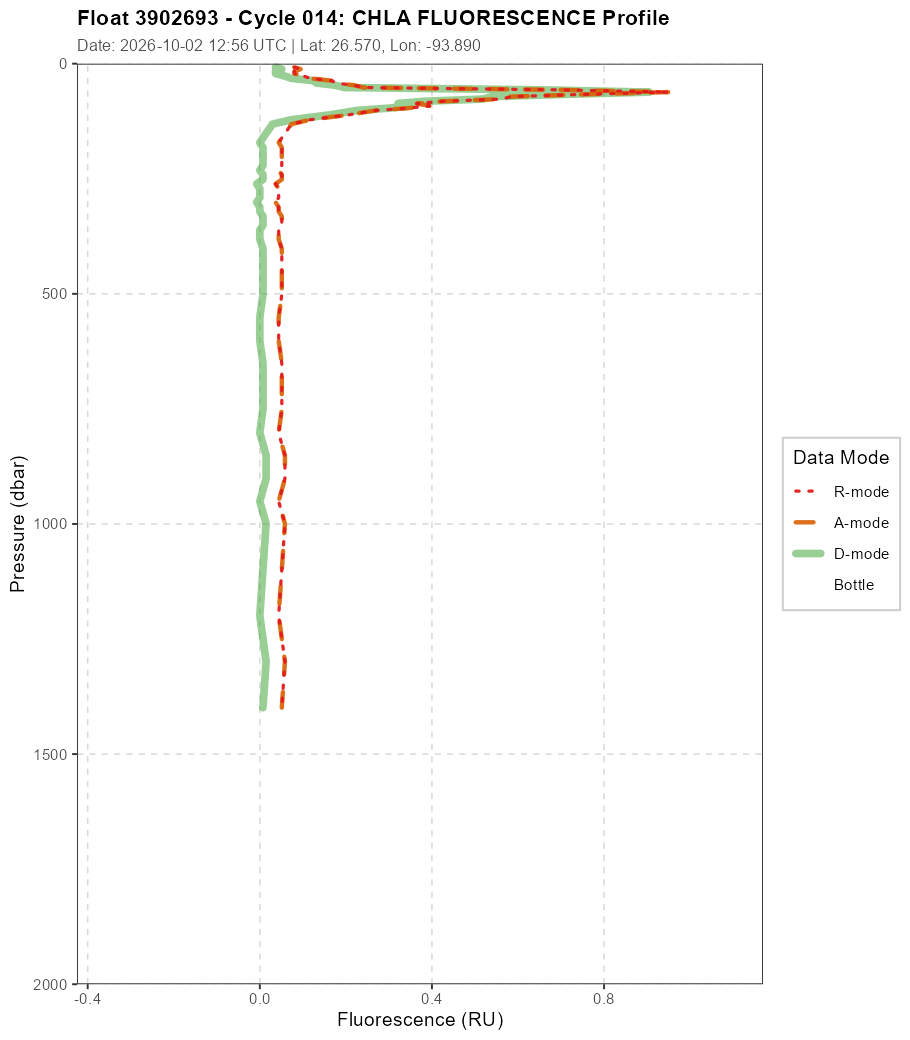 Float 3902693 - Cycle 014: CHLA FLUORESCENCE Profile
Date: 2026-10-02 12:56 UTC | Lat: 26.570, Lon: -93.890
0
500
1000
1500
2000
Pressure (dbar)
-0.4
0.0
0.4
0.8
Fluorescence (RU)
Data Mode
R-mode
A-mode
D-mode
Bottle